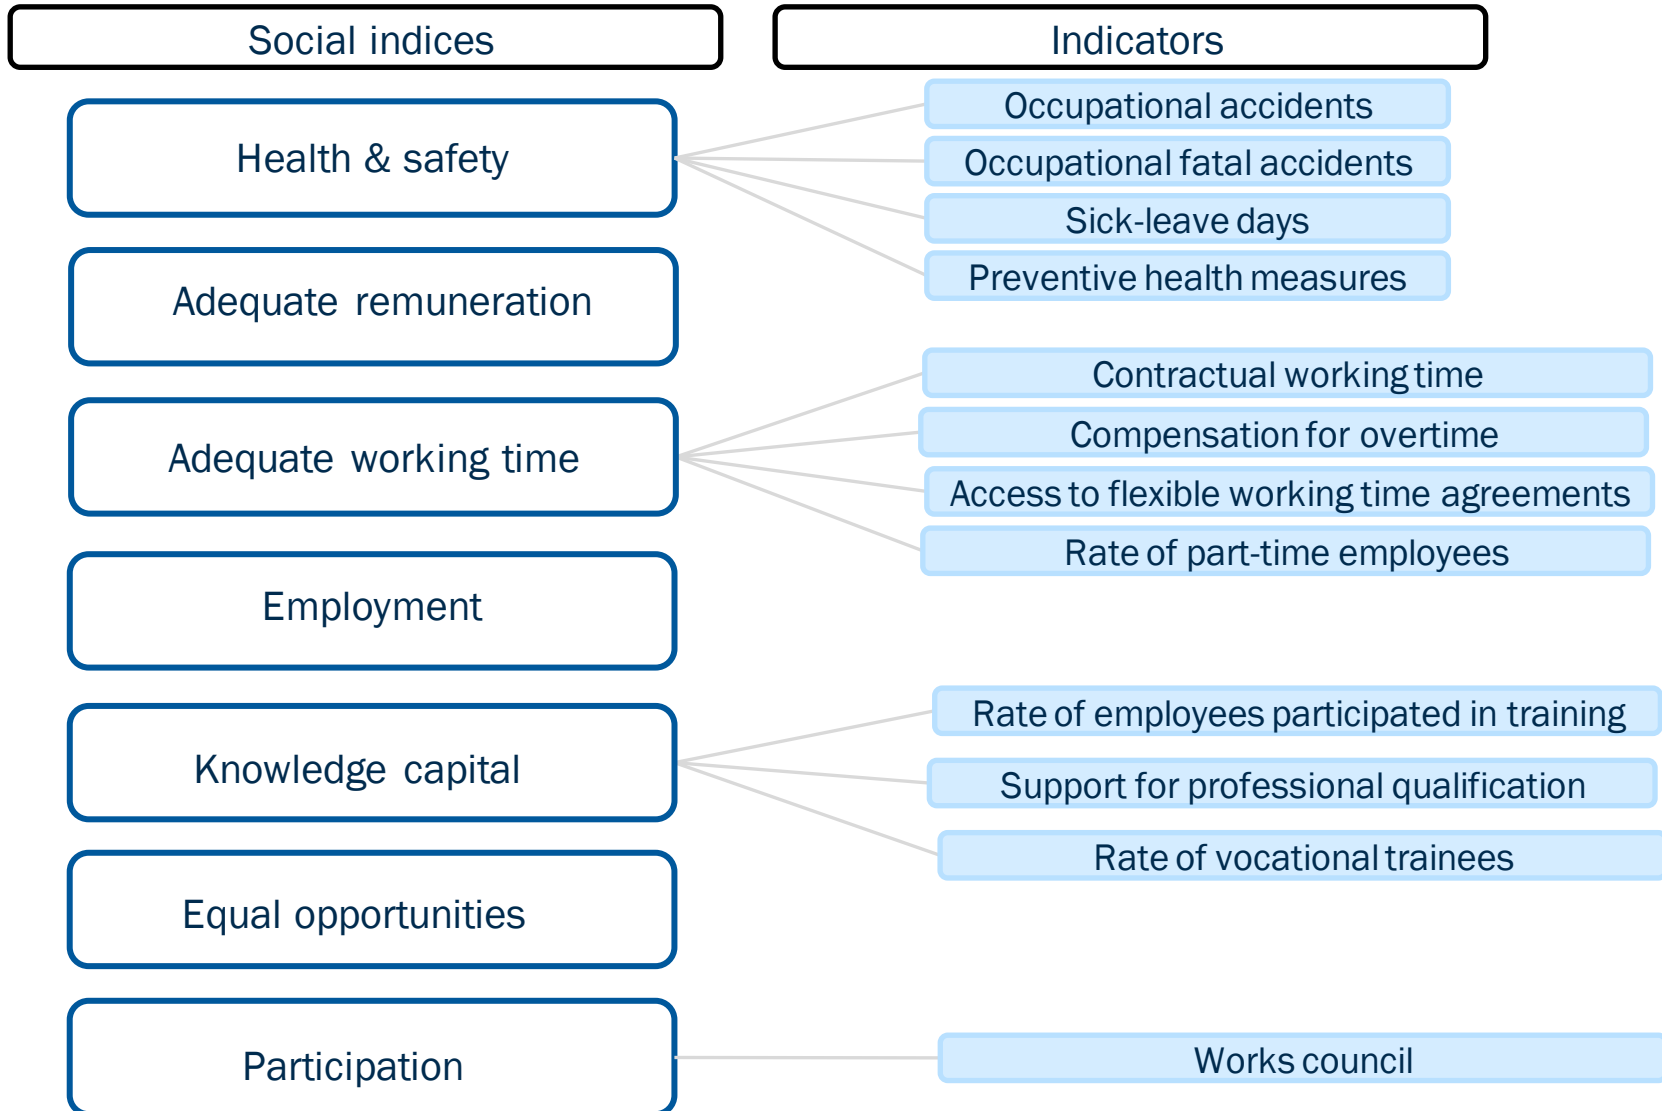 Social indices
Indicators
Health & safety
Occupational accidents
Occupational fatal accidents
Sick-leave days
Preventive health measures
Adequate remuneration
Adequate working time
Contractual working time
Compensation for overtime
Access to flexible working time agreements
Rate of part-time employees
Employment
Knowledge capital
Rate of employees participated in training
Support for professional qualification
Rate of vocational trainees
Equal opportunities
Participation
Works council